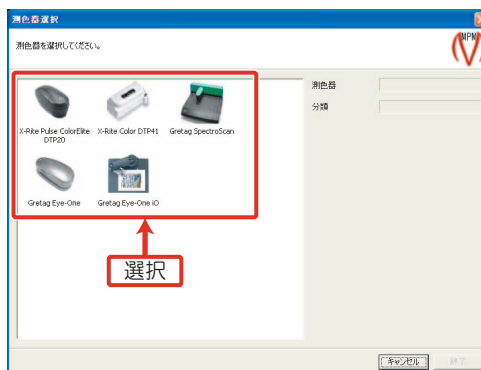 測色器選択
測色器を選択してください。
MPM
測色器
分類
X-Rite Pulse ColorElite DTP20
X-Rite Color DTP41
Gretag SpectroScan
Gretag Eye-One
Gretag Eye-One iO
選択
キャンセル
終了